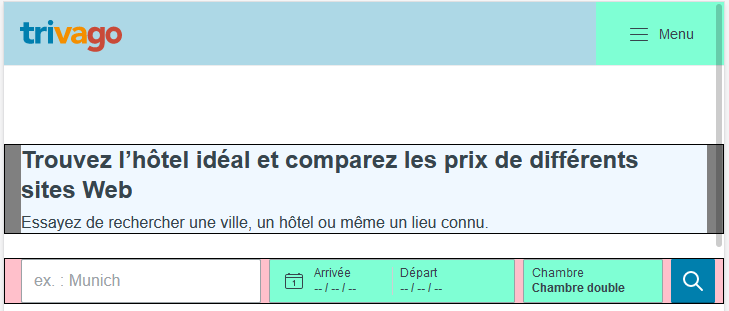 trivago
Menu
Trouvez l’hôtel idéal et comparez les prix de différents
sites Web
Essayez de rechercher une ville, un hôtel ou même un lieu connu.
ex. : Munich
1
Arrivée
-- / -- / --
Départ
-- / -- / --
Chambre
Chambre double